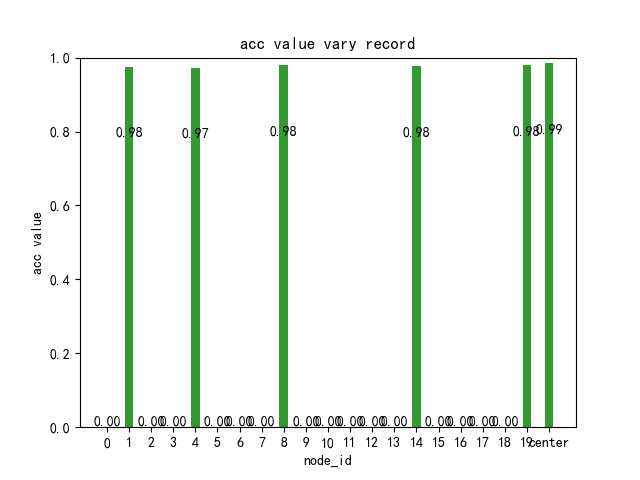 acc value vary record
acc value
1.0
0.8
0.6
0.4
0.2
0.0
0.98 0.97 0.98 0.98 0.98 0.99
0.00 0.00 0.00 0.00 0.00 0.00 0.00 0.00 0.00 0.00 0.00 0.00 0.00 0.00 0.00
0 1 2 3 4 5 6 7 8 9 10 11 12 13 14 15 16 17 18 19 center
node_id